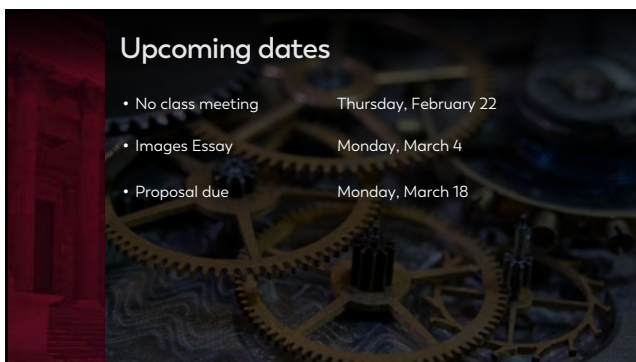 Upcoming dates
• No class meeting Thursday, February 22
• Images Essay Monday, March 4
• Proposal due Monday, March 18